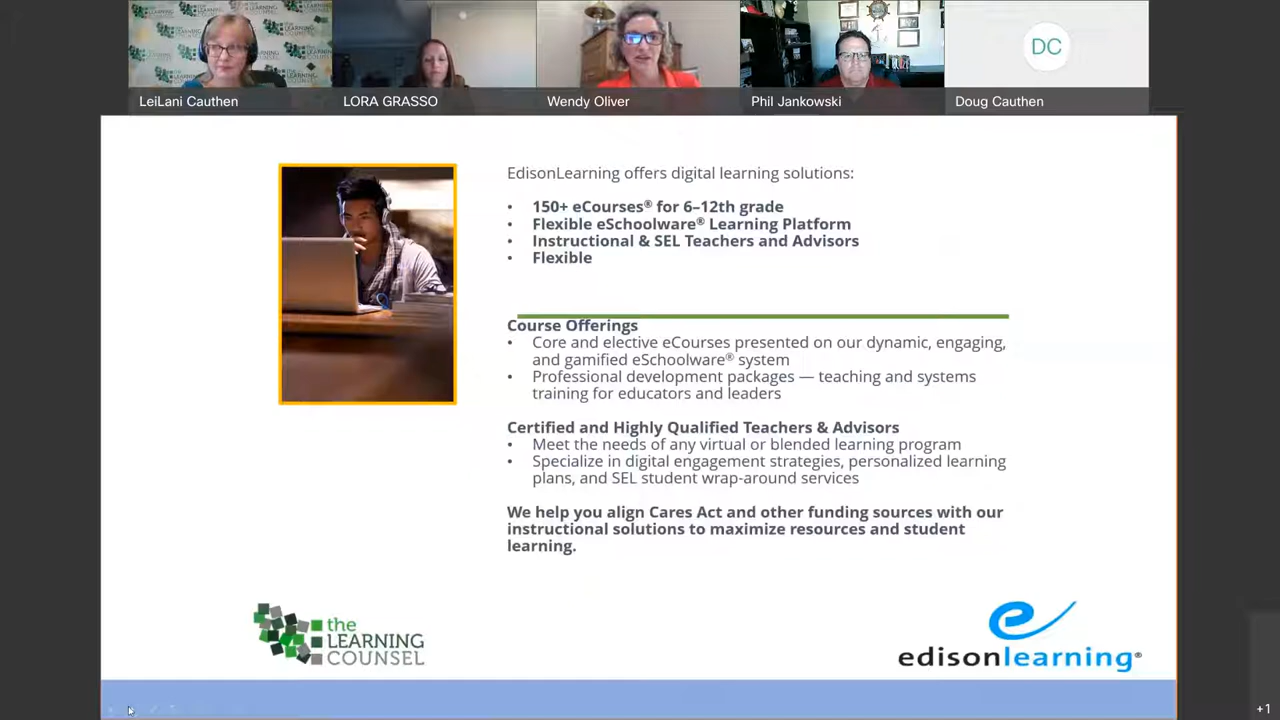 LeiLani Cauthen
LORA GRASSO
Wendy Oliver
Phil Jankowski
DC
Doug Cauthen
EdisonLearning offers digital learning solutions:
• 150+ eCourses® for 6–12th grade
• Flexible eSchoolware® Learning Platform
• Instructional & SEL Teachers and Advisors
• Flexible
Course Offerings
• Core and elective eCourses presented on our dynamic, engaging,
and gamified eSchoolware® system
• Professional development packages — teaching and systems
training for educators and leaders
Certified and Highly Qualified Teachers & Advisors
• Meet the needs of any virtual or blended learning program
• Specialize in digital engagement strategies, personalized learning
plans, and SEL student wrap-around services
We help you align Cares Act and other funding sources with our
instructional solutions to maximize resources and student
learning.
the
LEARNING
COUNSEL
edisonlearning®
+1